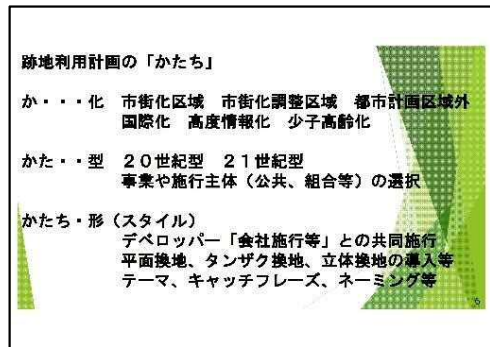 跡地利用計画の「かたち」
か・・・化　市街化区域　市街化調整区域　都市計画区域外
国際化　高度情報化　少子高齢化
かた・・型　２０世紀型　２１世紀型
事業や施行主体（公共、組合等）の選択
かたち・形（スタイル）
デベロッパー「会社施行等」との共同施行
平面換地、タンザク換地、立体換地の導入等
テーマ、キャッチフレーズ、ネーミング等